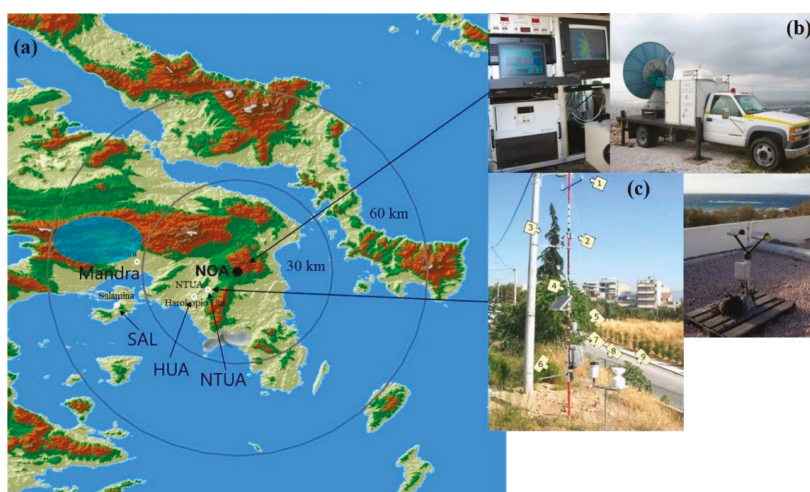 (a)
60 km
30 km
Mandra
NOA
NTUA
Salamina
SAL
HUA
NTUA
(b)
(c)
1
2
3
4
5
6
7
8
9